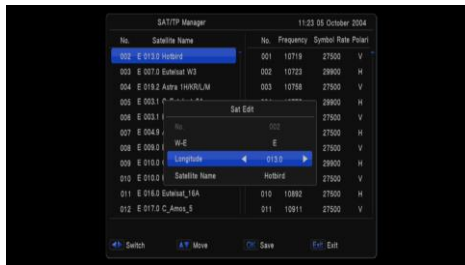 SAT/TP Manager 11:23 05 October 2004
No. Satellite Name No. Frequency Symbol Rate Polari
002 E 013.0 Hotbird 001 10719 27500 V
003 E 007.0 Eutelsat W3 002 10723 29900 H
004 E 019.2 Astra 1H/KR/L/M 003 10758 27500 V
005 E 003.1 29900 H
006 E 003.1 27500 V
007 E 004.9 27500 H
008 E 009.0 27500 V
009 E 010.0 29900 H
010 E 010.0 27500 V
011 E 016.0 Eutelsat_16A 010 10892 27500 H
012 E 017.0 C_Amos_5 011 10911 27500 V
Sat Edit
No. 002
W-E E
Longitude 013.0
Satellite Name Hotbird
Switch Move OK Save Exit Exit